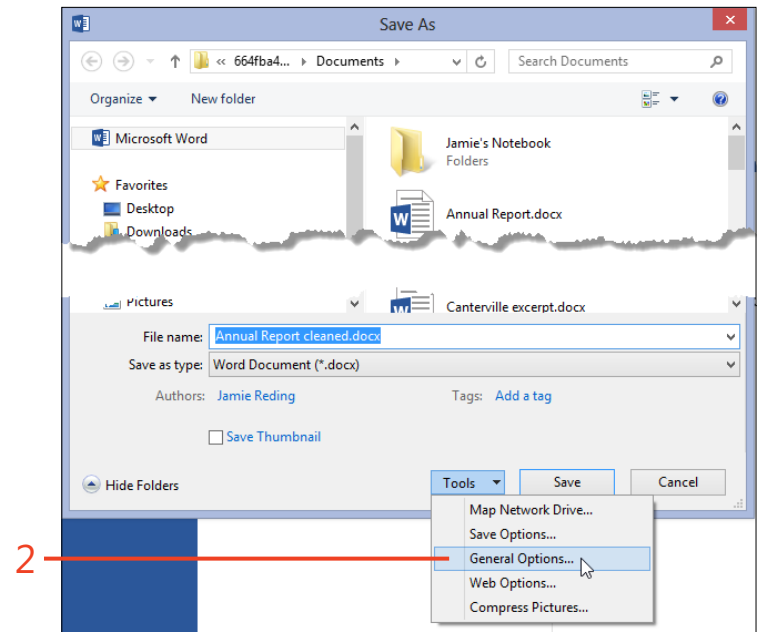 Save As
« 664fba4... Documents
Search Documents
Organize
New folder
Microsoft Word
Favorites
Desktop
Downloads
Jamie's Notebook
Folders
Annual Report.docx
Pictures
Canterville excerpt.docx
File name: Annual Report cleaned.docx
Save as type: Word Document (*.docx)
Authors: Jamie Reding
Tags: Add a tag
Save Thumbnail
Hide Folders
Tools
Save
Cancel
Map Network Drive...
Save Options...
2
General Options...
Web Options...
Compress Pictures...